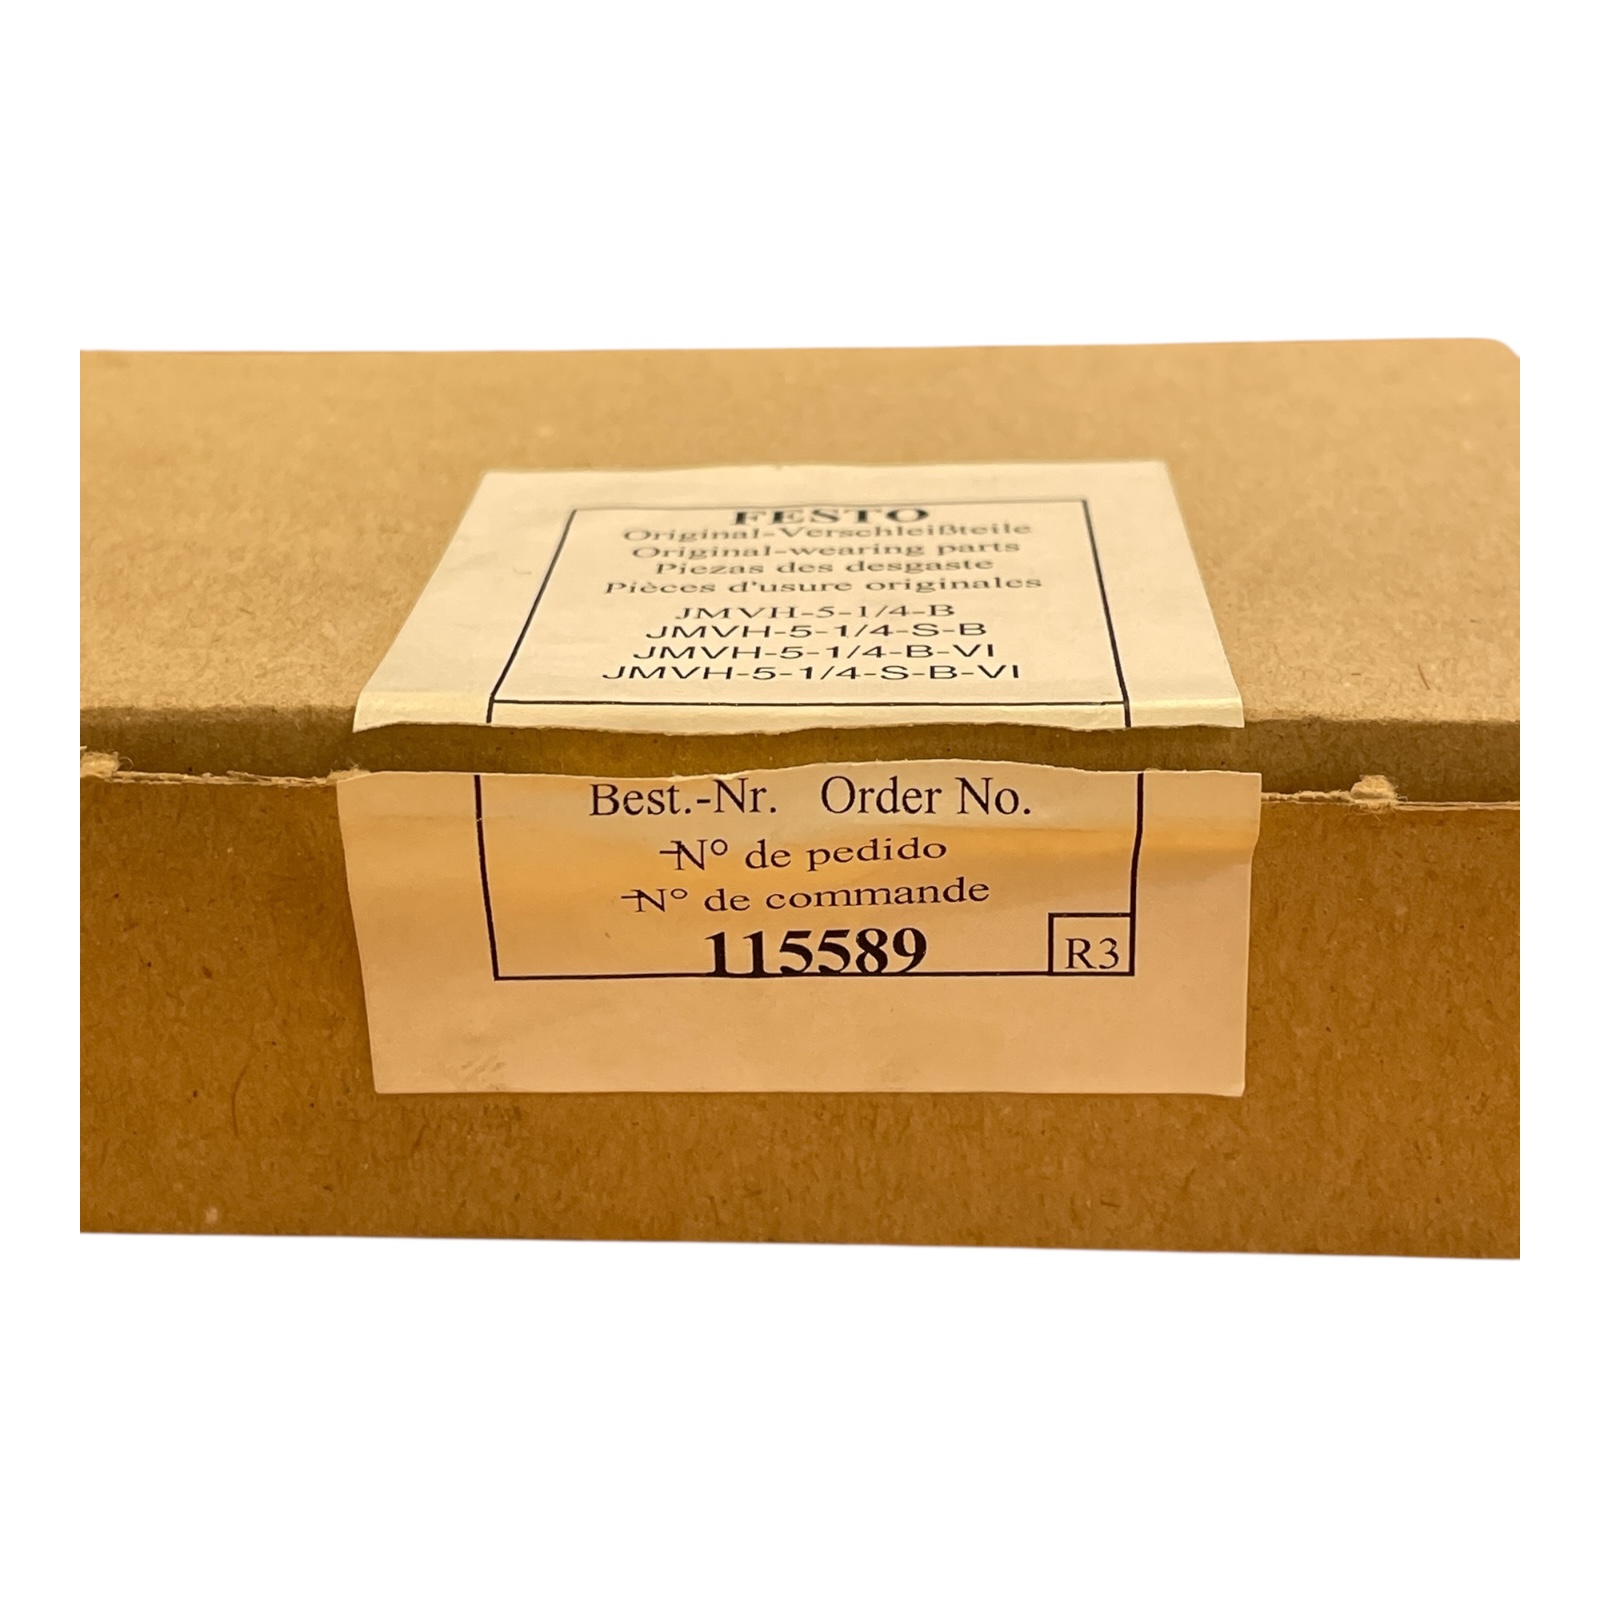 FESTO
Original-Verschleißteile
Original-wearing parts
Piezas des desgaste
Pièces d'usure originales
JMVH-5-1/4-B
JMVH-5-1/4-S-B
JMVH-5-1/4-B-VI
JMVH-5-1/4-S-B-VI
Best.-Nr. Order No.
N° de pedido
N° de commande
115589
R3